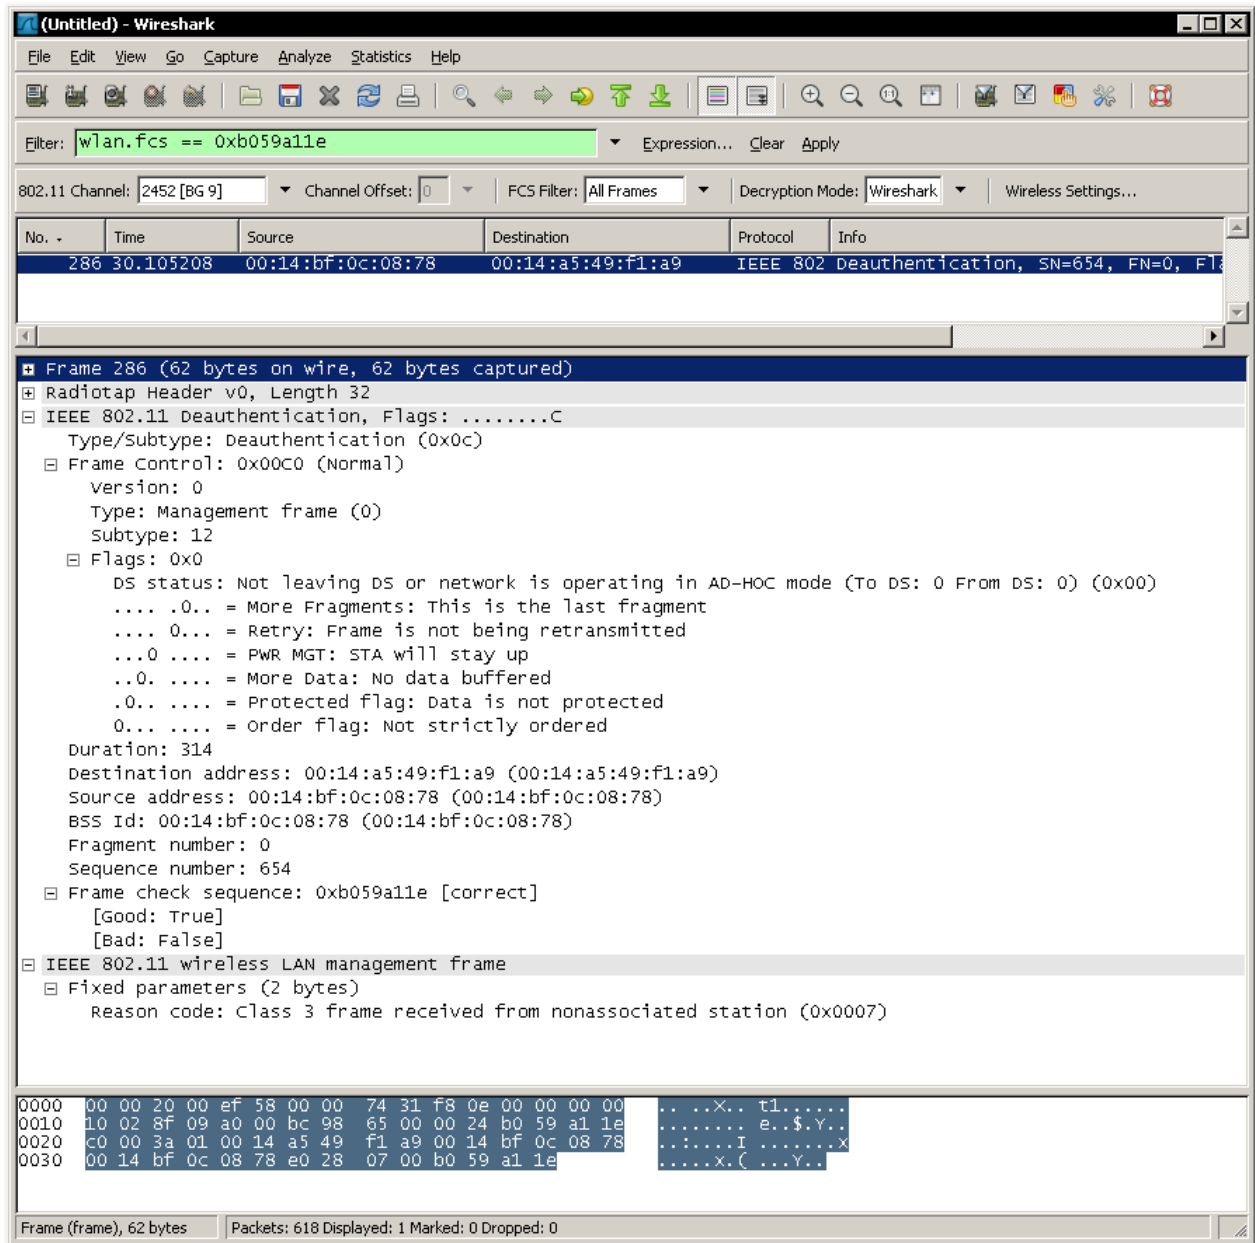 (Untitled) - Wireshark
File Edit View Go Capture Analyze Statistics Help
Filter: wlan.fcs == 0xb059a11e Expression... Clear Apply
802.11 Channel: 2452 [BG 9] Channel Offset: 0 FCS Filter: All Frames Decryption Mode: Wireshark Wireless Settings...
No. Time Source Destination Protocol Info
286 30.105208 00:14:bf:0c:08:78 00:14:a5:49:f1:a9 IEEE 802 Deauthentication, SN=654, FN=0, Fla
Frame 286 (62 bytes on wire, 62 bytes captured)
Radiotap Header v0, Length 32
IEEE 802.11 Deauthentication, Flags: ........C
Type/Subtype: Deauthentication (0x0c)
Frame Control: 0x00C0 (Normal)
Version: 0
Type: Management frame (0)
Subtype: 12
Flags: 0x0
DS status: Not leaving DS or network is operating in AD-HOC mode (To DS: 0 From DS: 0) (0x00)
.... .0.. = More Fragments: This is the last fragment
.... 0... = Retry: Frame is not being retransmitted
...0 .... = PWR MGT: STA will stay up
..0. .... = More Data: No data buffered
.0.. .... = Protected flag: Data is not protected
0... .... = Order flag: Not strictly ordered
Duration: 314
Destination address: 00:14:a5:49:f1:a9 (00:14:a5:49:f1:a9)
Source address: 00:14:bf:0c:08:78 (00:14:bf:0c:08:78)
BSS Id: 00:14:bf:0c:08:78 (00:14:bf:0c:08:78)
Fragment number: 0
Sequence number: 654
Frame check sequence: 0xb059a11e [correct]
[Good: True]
[Bad: False]
IEEE 802.11 wireless LAN management frame
Fixed parameters (2 bytes)
Reason code: Class 3 frame received from nonassociated station (0x0007)
0000 00 00 20 00 ef 58 00 00 74 31 f8 0e 00 00 00 00 .. ..X.. t1......
0010 10 02 8f 09 a0 00 bc 98 65 00 00 24 b0 59 a1 1e ........ e..$.Y..
0020 c0 00 3a 01 00 14 a5 49 f1 a9 00 14 bf 0c 08 78 ..:....I .......x
0030 00 14 bf 0c 08 78 e0 28 07 00 b0 59 a1 1e .....x.( ...Y..
Frame (frame), 62 bytes Packets: 618 Displayed: 1 Marked: 0 Dropped: 0